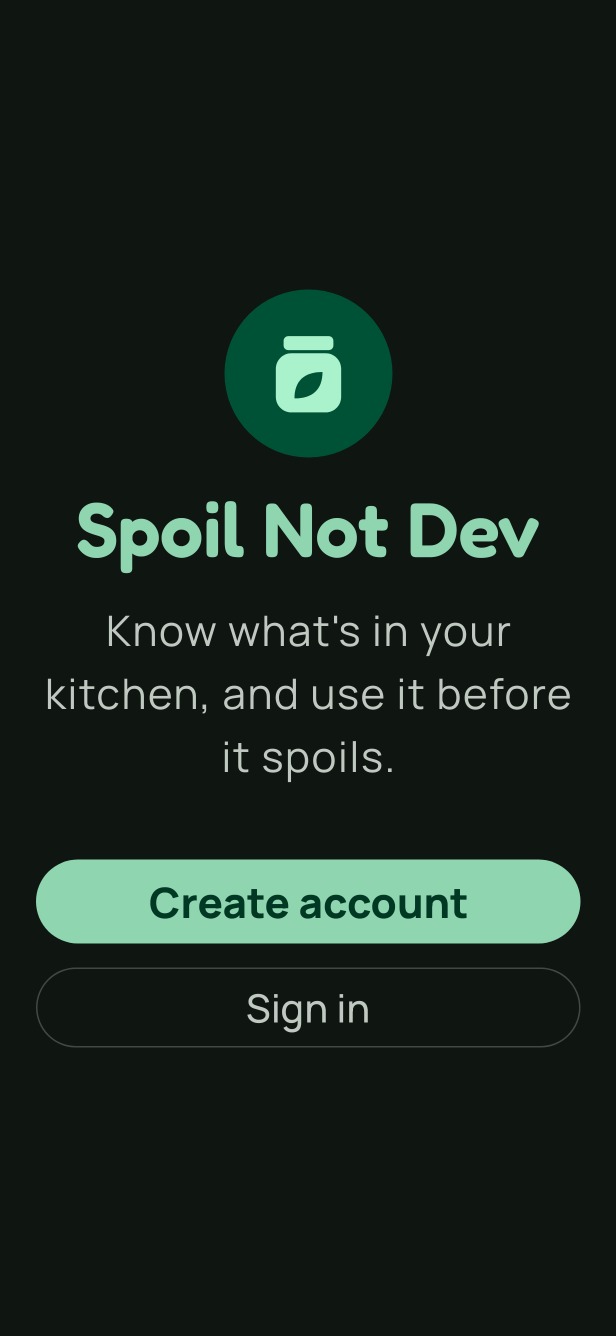 Spoil Not Dev
Know what's in your
kitchen, and use it before
it spoils.
Create account
Sign in